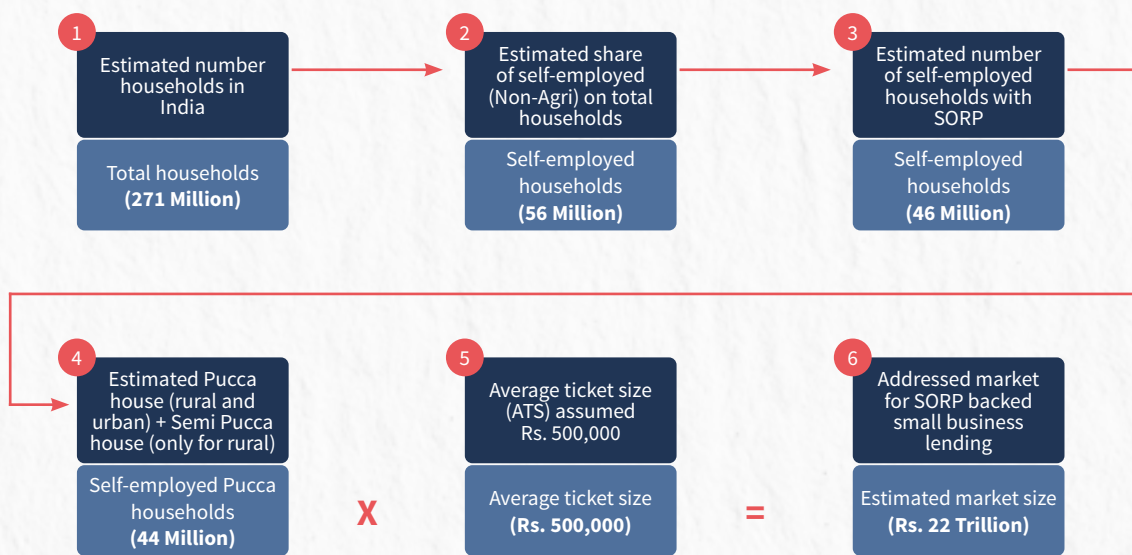 1
Estimated number
households in
India
Total households
(271 Million)
2
Estimated share
of self-employed
(Non-Agri) on total
households
Self-employed
households
(56 Million)
3
Estimated number
of self-employed
households with
SORP
Self-employed
households
(46 Million)
4
Estimated Pucca
house (rural and
urban) + Semi Pucca
house (only for rural)
Self-employed Pucca
households
(44 Million)
X
5
Average ticket size
(ATS) assumed
Rs. 500,000
Average ticket size
(Rs. 500,000)
=
6
Addressed market
for SORP backed
small business
lending
Estimated market size
(Rs. 22 Trillion)